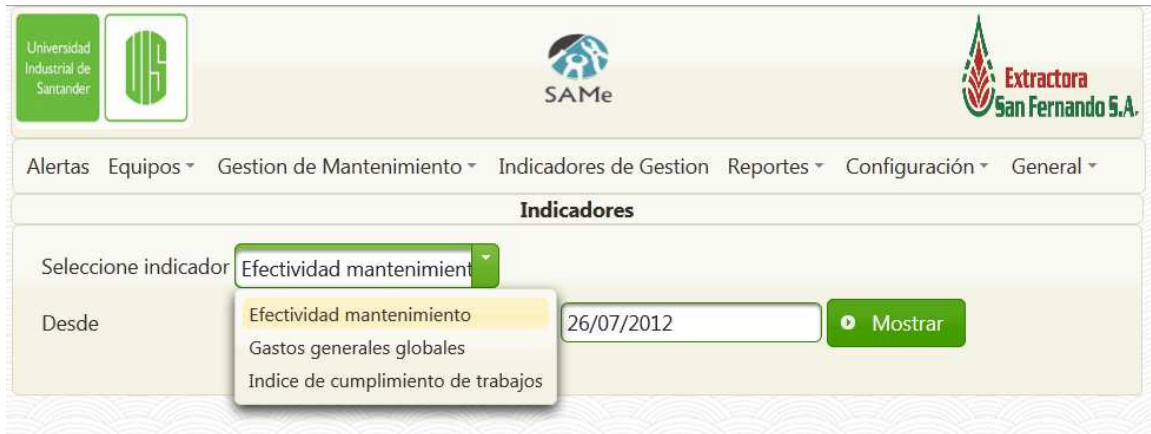 Universidad
Industrial de
Santander
SAMe
Extractora
San Fernando S.A.
Alertas Equipos Gestion de Mantenimiento Indicadores de Gestion Reportes Configuración General
Indicadores
Seleccione indicador Efectividad mantenimient
Efectividad mantenimiento
Desde 26/07/2012 Mostrar
Gastos generales globales
Indice de cumplimiento de trabajos